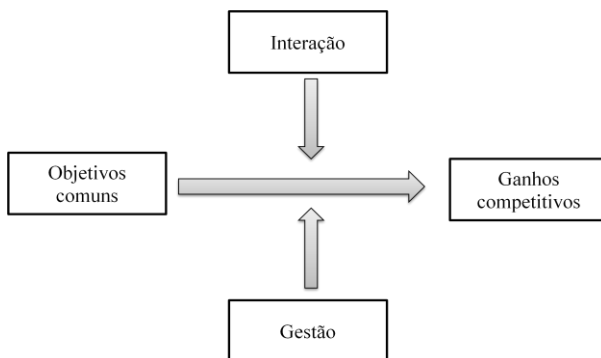 Interação
Objetivos
comuns
Ganhos
competitivos
Gestão